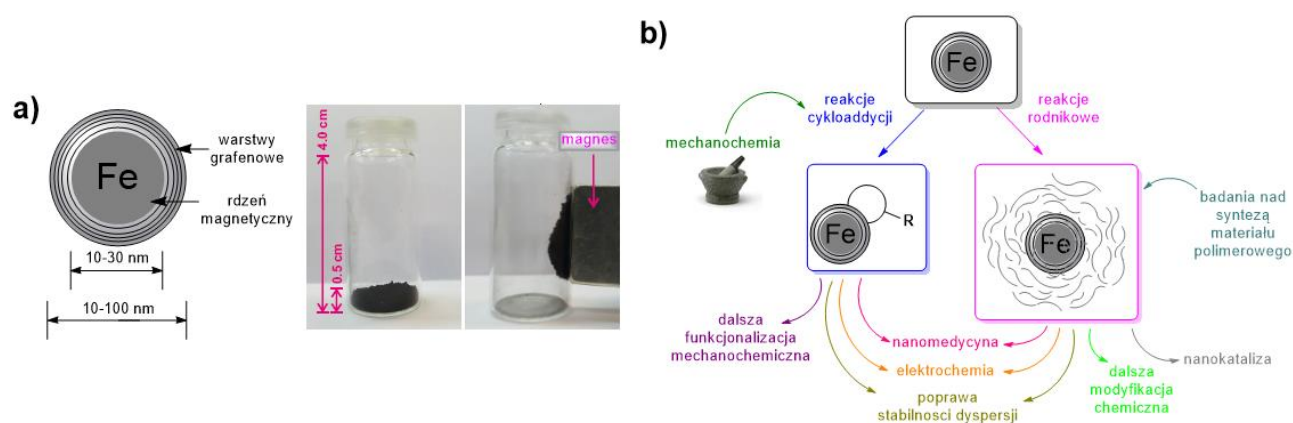 a)
Fe
warstwy
grafenowe
rdzeń
magnetyczny
10-30 nm
10-100 nm
4.0 cm
0.5 cm
magnes
b)
Fe
reakcje
cykloaddycji
reakcje
rodnikowe
mechanochemia
Fe
R
Fe
badania nad
syntezą
materiału
polimerowego
dalsza
funkcjonalizacja
mechanochemiczna
nanomedycyna
elektrochemia
poprawa
stabilnosci dyspersji
dalsza
modyfikacja
chemiczna
nanokataliza